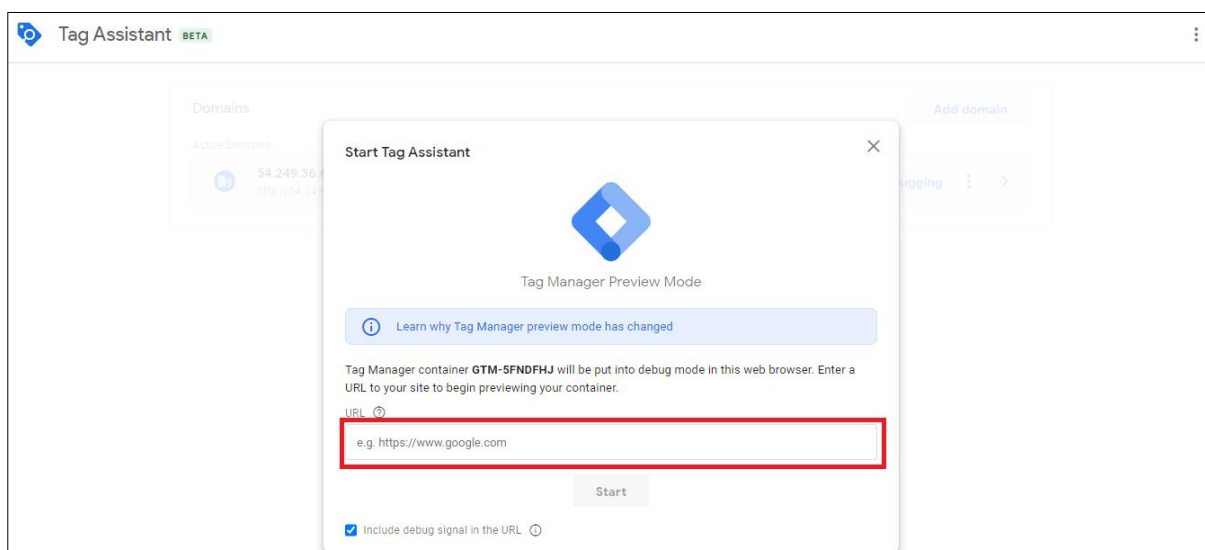 Tag Assistant BETA
Domains
Add domain
Active Domains
54.249.36.
http://54.249
ugging
Start Tag Assistant
Tag Manager Preview Mode
Learn why Tag Manager preview mode has changed
Tag Manager container GTM-5FNDFHJ will be put into debug mode in this web browser. Enter a
URL to your site to begin previewing your container.
URL
e.g. https://www.google.com
Start
Include debug signal in the URL